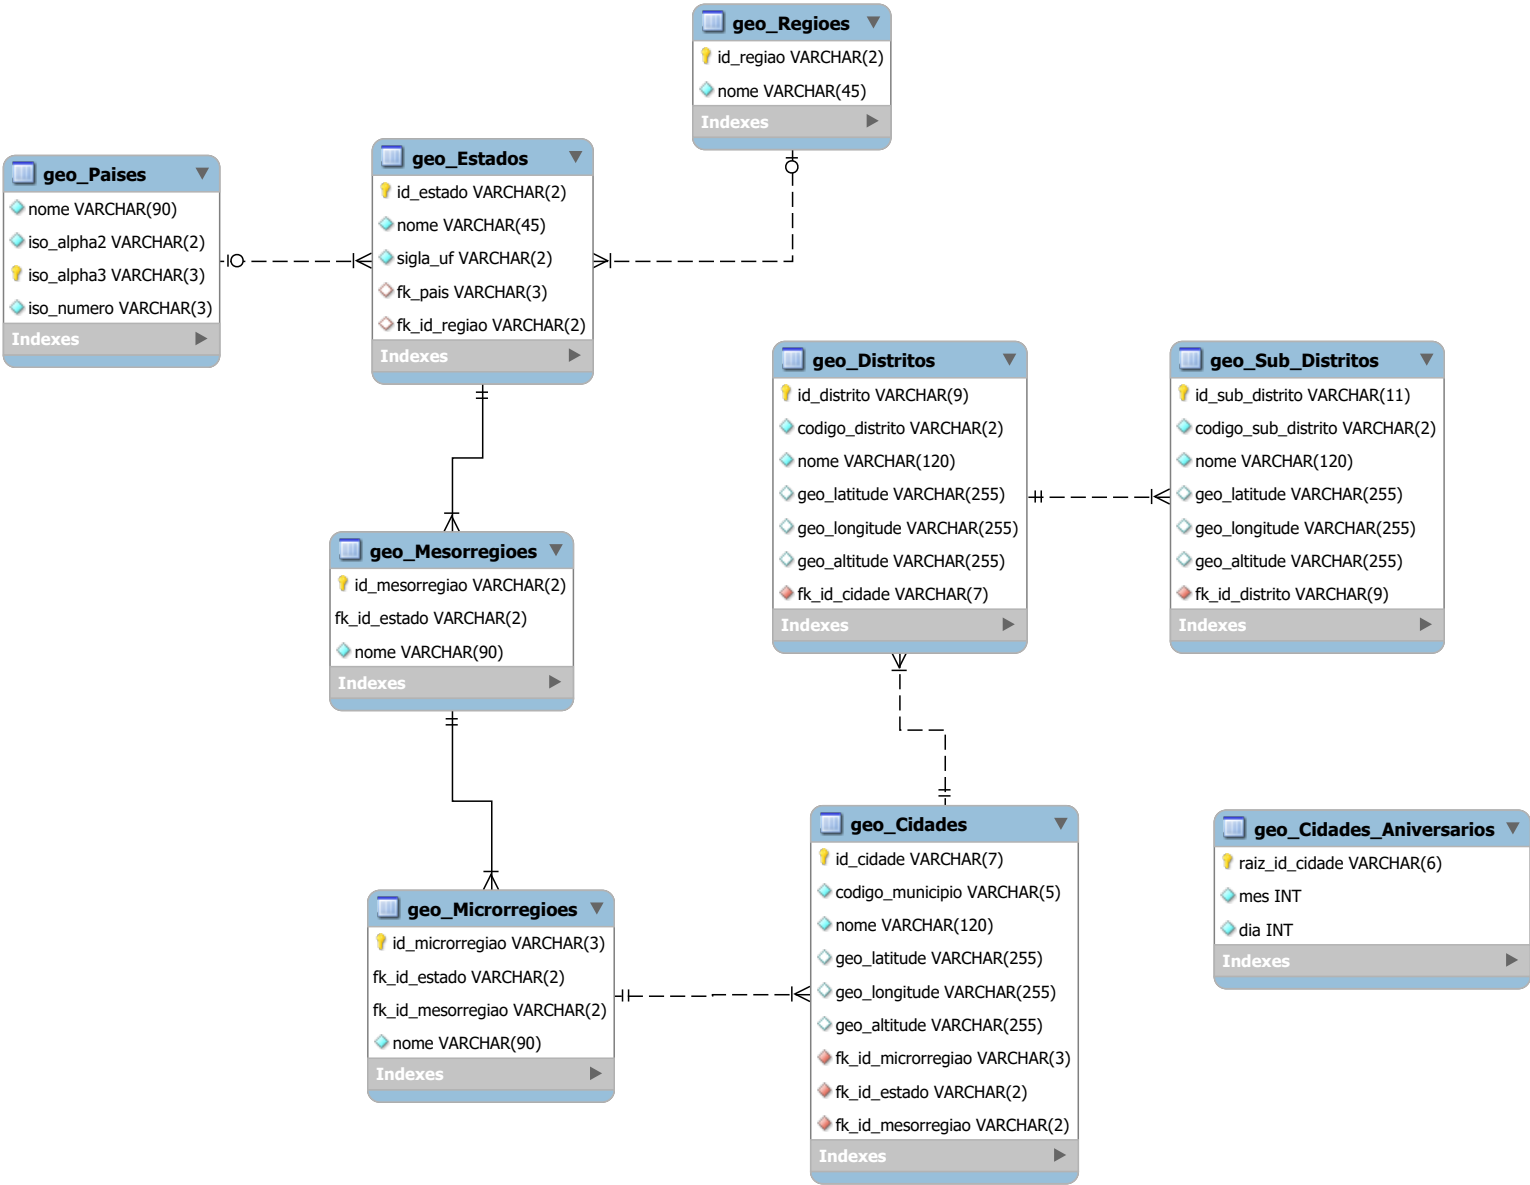 geo_Regioes
id_regiao VARCHAR(2)
nome VARCHAR(45)
Indexes
geo_Paises
nome VARCHAR(90)
iso_alpha2 VARCHAR(2)
iso_alpha3 VARCHAR(3)
iso_numero VARCHAR(3)
Indexes
geo_Estados
id_estado VARCHAR(2)
nome VARCHAR(45)
sigla_uf VARCHAR(2)
fk_pais VARCHAR(3)
fk_id_regiao VARCHAR(2)
Indexes
geo_Distritos
id_distrito VARCHAR(9)
codigo_distrito VARCHAR(2)
nome VARCHAR(120)
geo_latitude VARCHAR(255)
geo_longitude VARCHAR(255)
geo_altitude VARCHAR(255)
fk_id_cidade VARCHAR(7)
Indexes
geo_Sub_Distritos
id_sub_distrito VARCHAR(11)
codigo_sub_distrito VARCHAR(2)
nome VARCHAR(120)
geo_latitude VARCHAR(255)
geo_longitude VARCHAR(255)
geo_altitude VARCHAR(255)
fk_id_distrito VARCHAR(9)
Indexes
geo_Mesorregioes
id_mesorregiao VARCHAR(2)
fk_id_estado VARCHAR(2)
nome VARCHAR(90)
Indexes
geo_Microrregioes
id_microrregiao VARCHAR(3)
fk_id_estado VARCHAR(2)
fk_id_mesorregiao VARCHAR(2)
nome VARCHAR(90)
Indexes
geo_Cidades
id_cidade VARCHAR(7)
codigo_municipio VARCHAR(5)
nome VARCHAR(120)
geo_latitude VARCHAR(255)
geo_longitude VARCHAR(255)
geo_altitude VARCHAR(255)
fk_id_microrregiao VARCHAR(3)
fk_id_estado VARCHAR(2)
fk_id_mesorregiao VARCHAR(2)
Indexes
geo_Cidades_Aniversarios
raiz_id_cidade VARCHAR(6)
mes INT
dia INT
Indexes